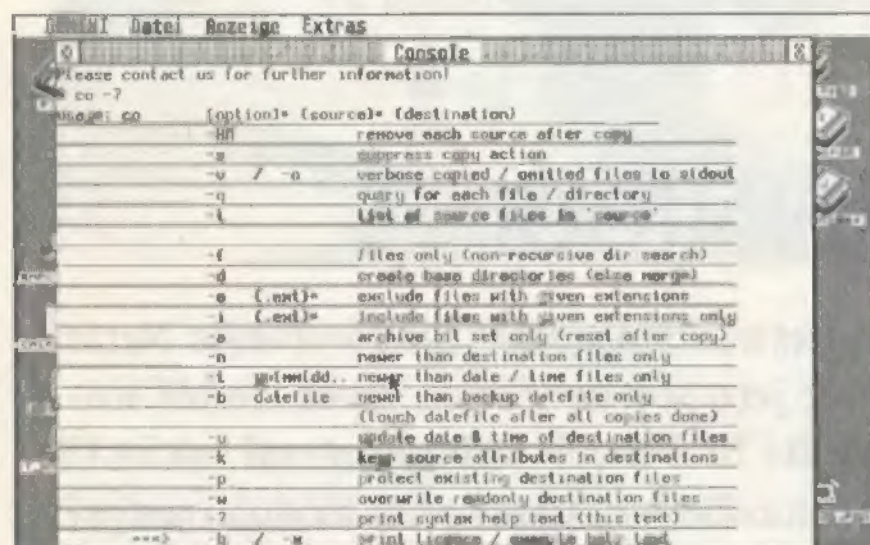 GEMINI Datei Anzeige Extras
Console
Please contact us for further information!
co -?
usage: co [option]* (source)* (destination)
-HM remove each source after copy
suppress copy action
-v / -o verbose copied / omitted files to stdout
-q query for each file / directory
list of source files in 'source'
-f files only (non-recursive dir search)
-d create base directories (else merge)
-e (.ext)* exclude files with given extensions
-i (.ext)* include files with given extensions only
-a archive bit set only (reset after copy)
-n newer than destination files only
-t newer than date / time files only
-b datefile newer than backup datefile only
(touch datefile after all copies done)
-u update date & time of destination files
-k keep source attributes in destinations
-p protect existing destination files
-w overwrite readonly destination files
-? print syntax help text (this text)
===> -h / print licence / example help text